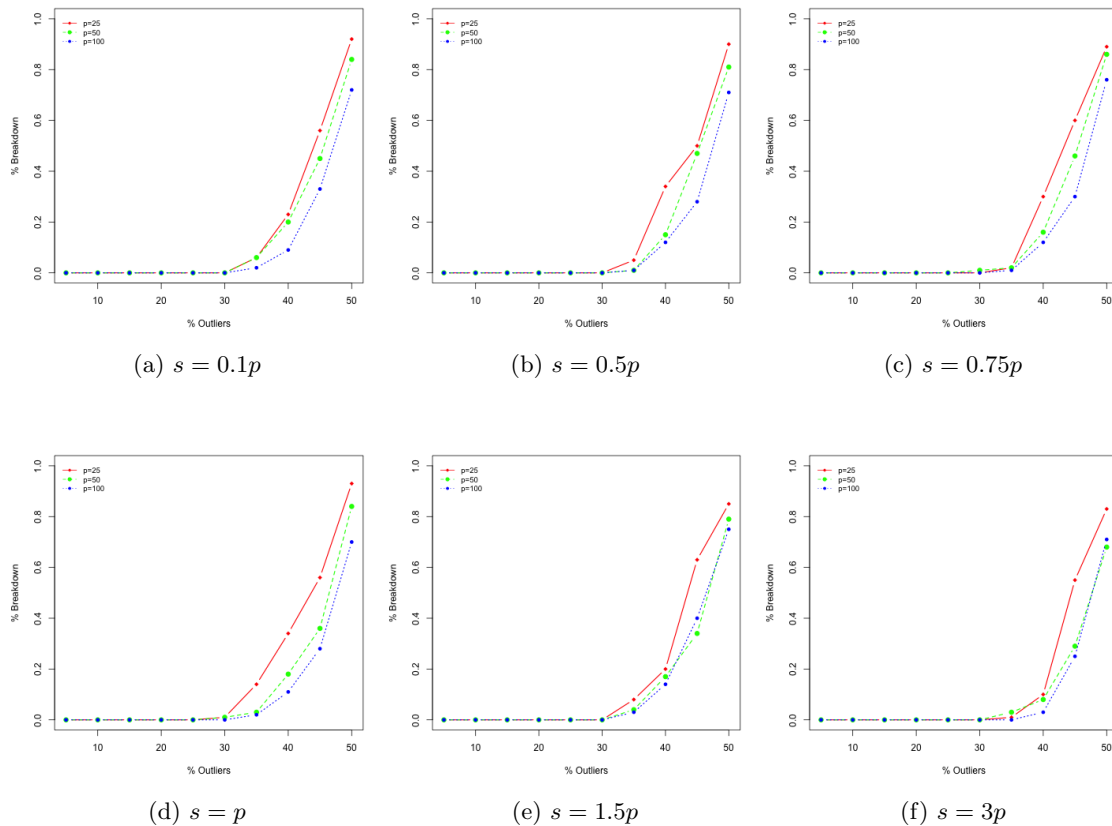 1.0
0.8
0.6
0.4
0.2
0.0
% Breakdown
p=25
p=50
p=100
10 20 30 40 50
% Outliers
(a) s = 0.1p
1.0
0.8
0.6
0.4
0.2
0.0
% Breakdown
p=25
p=50
p=100
10 20 30 40 50
% Outliers
(b) s = 0.5p
1.0
0.8
0.6
0.4
0.2
0.0
% Breakdown
p=25
p=50
p=100
10 20 30 40 50
% Outliers
(c) s = 0.75p
1.0
0.8
0.6
0.4
0.2
0.0
% Breakdown
p=25
p=50
p=100
10 20 30 40 50
% Outliers
(d) s = p
1.0
0.8
0.6
0.4
0.2
0.0
% Breakdown
p=25
p=50
p=100
10 20 30 40 50
% Outliers
(e) s = 1.5p
1.0
0.8
0.6
0.4
0.2
0.0
% Breakdown
p=25
p=50
p=100
10 20 30 40 50
% Outliers
(f) s = 3p